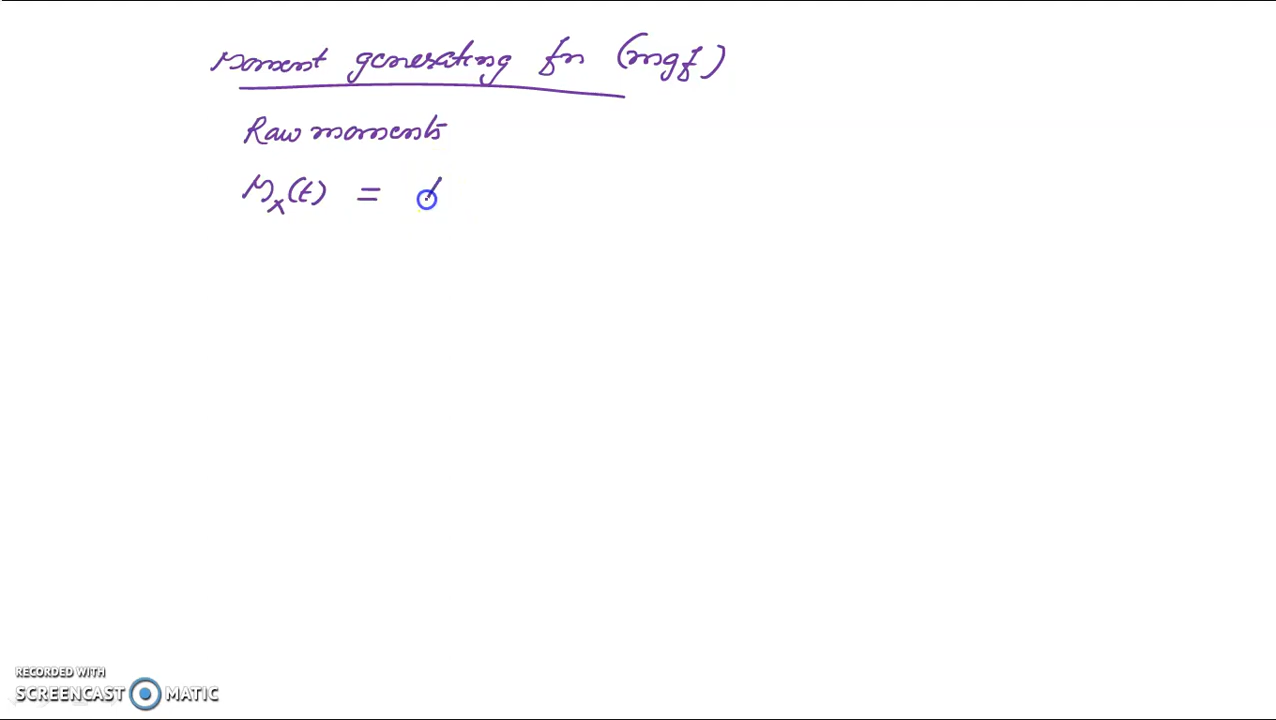 Moment generating fn (mgf)
Raw moments
Mx(t) =
RECORDED WITH
SCREENCAST MATIC